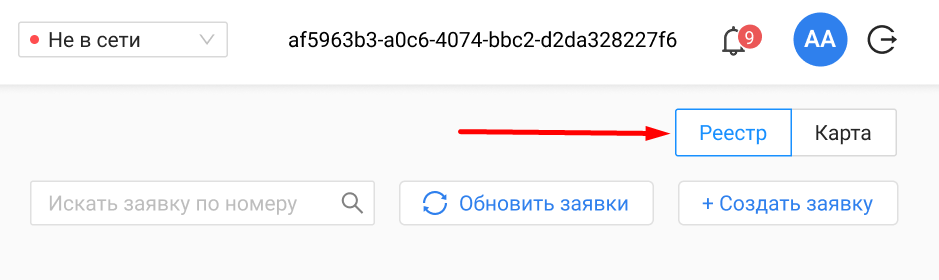 Не в сети af5963b3-a0c6-4074-bbc2-d2da328227f6 9 AA
Реестр Карта
Искать заявку по номеру Обновить заявки + Создать заявку